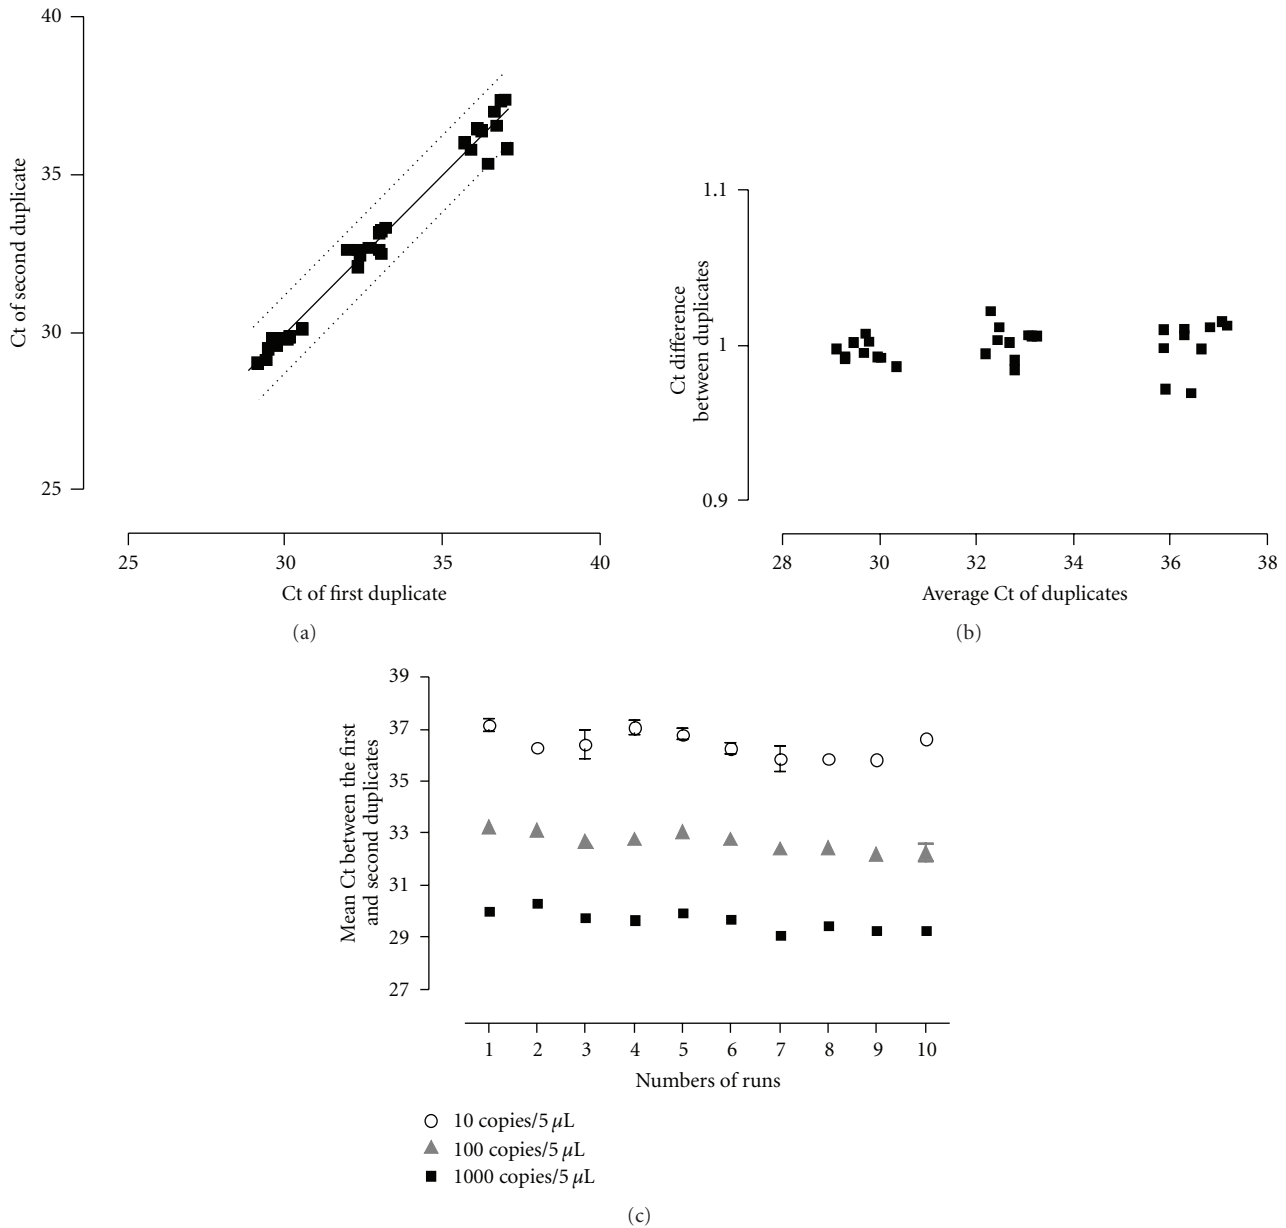 40
35
30
25
Ct of second duplicate
25
30
35
40
Ct of first duplicate
(a)
1.1
1
0.9
Ct difference
between duplicates
28
30
32
34
36
38
Average Ct of duplicates
(b)
39
37
35
33
31
29
27
Mean Ct between the first
and second duplicates
1
2
3
4
5
6
7
8
9
10
Numbers of runs
10 copies/5 μL
100 copies/5 μL
1000 copies/5 μL
(c)